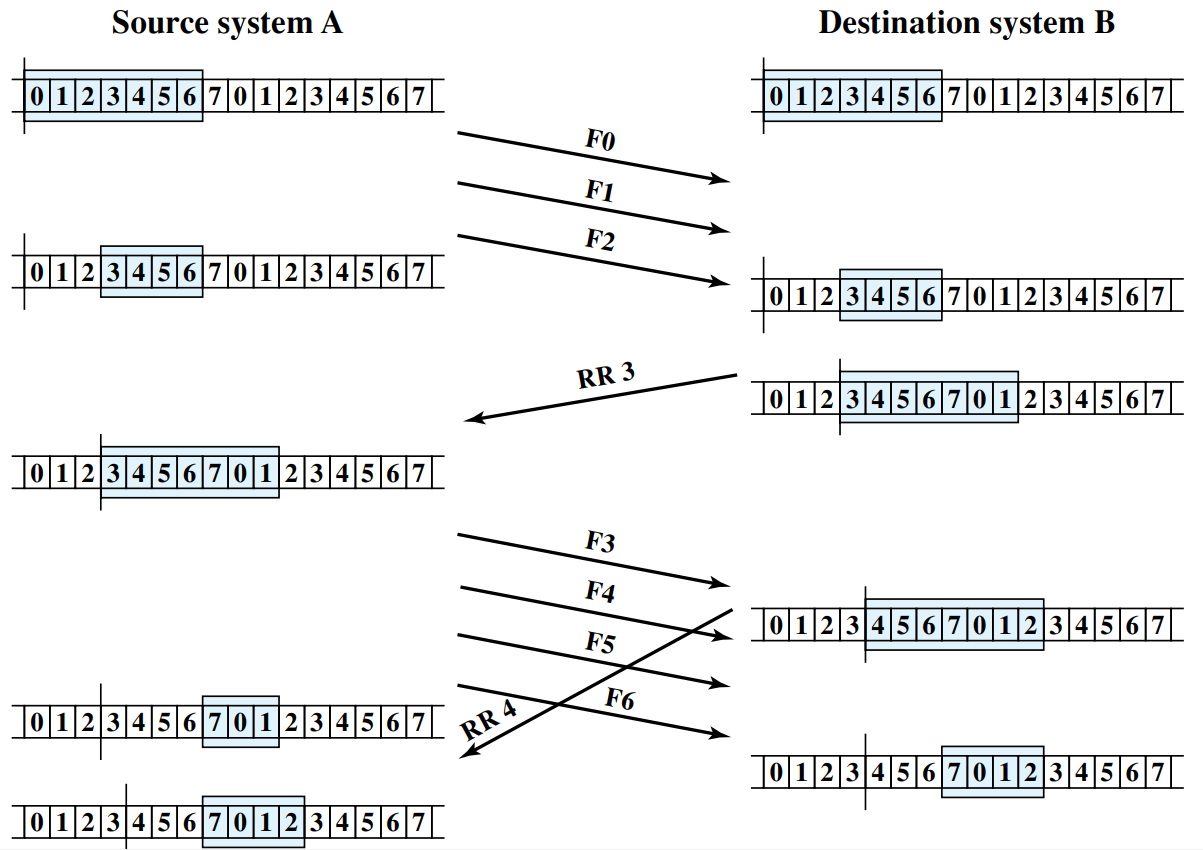 Source system A
Destination system B
0 1 2 3 4 5 6 7 0 1 2 3 4 5 6 7
0 1 2 3 4 5 6 7 0 1 2 3 4 5 6 7
F0
F1
F2
0 1 2 3 4 5 6 7 0 1 2 3 4 5 6 7
0 1 2 3 4 5 6 7 0 1 2 3 4 5 6 7
RR 3
0 1 2 3 4 5 6 7 0 1 2 3 4 5 6 7
0 1 2 3 4 5 6 7 0 1 2 3 4 5 6 7
F3
F4
0 1 2 3 4 5 6 7 0 1 2 3 4 5 6 7
F5
F6
RR 4
0 1 2 3 4 5 6 7 0 1 2 3 4 5 6 7
0 1 2 3 4 5 6 7 0 1 2 3 4 5 6 7
0 1 2 3 4 5 6 7 0 1 2 3 4 5 6 7